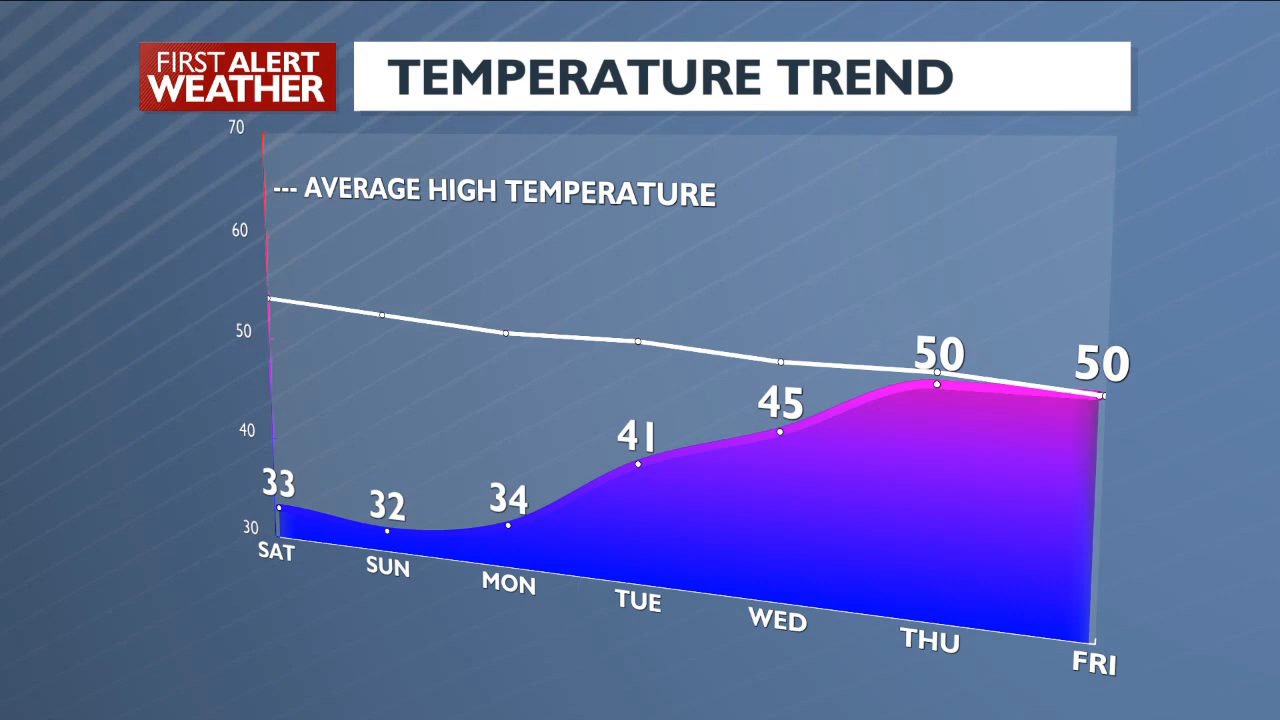 FIRST ALERT
WEATHER
TEMPERATURE TREND
70
--- AVERAGE HIGH TEMPERATURE
60
50
50
50
45
40
41
33
32
34
30
SAT
SUN
MON
TUE
WED
THU
FRI